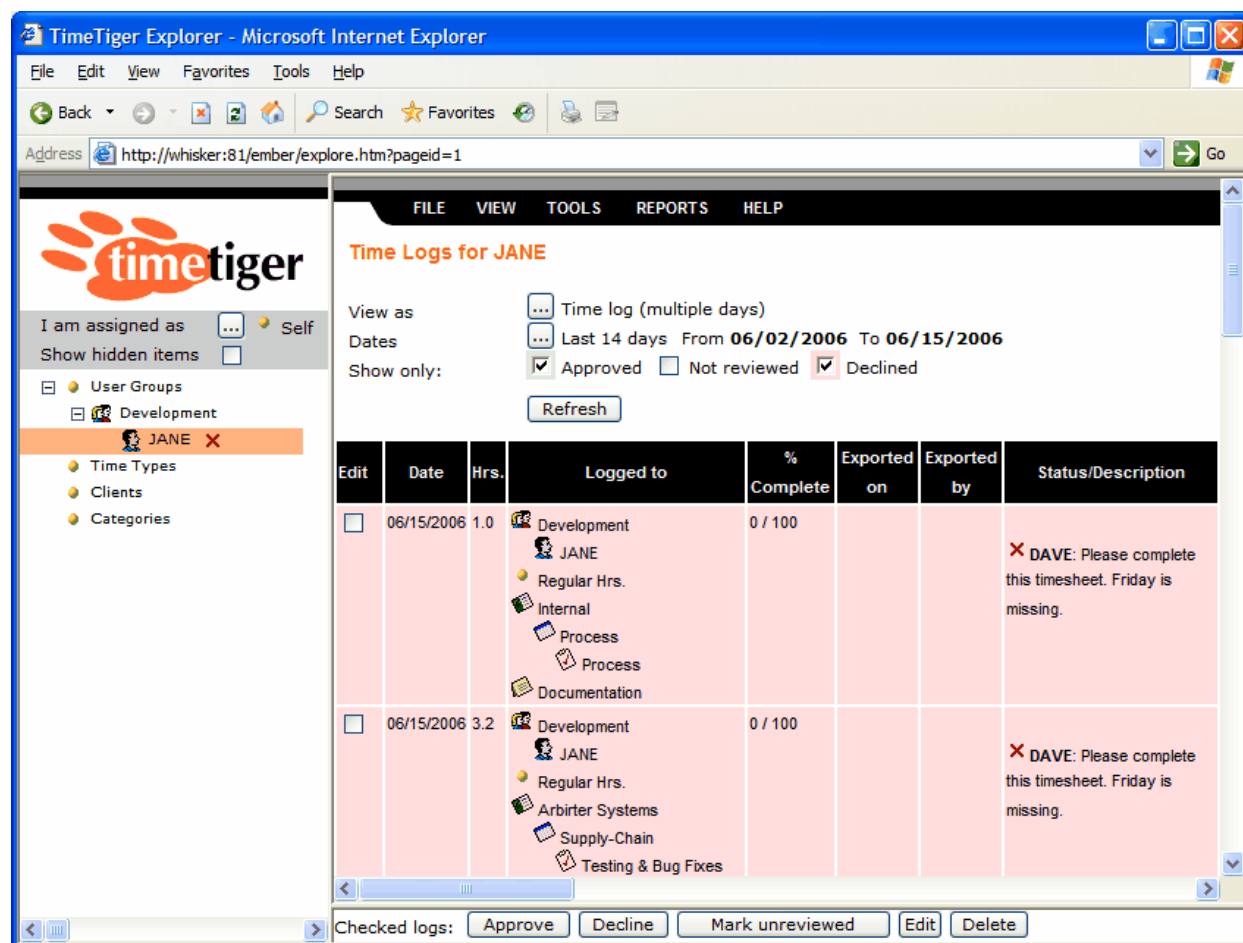 TimeTiger Explorer - Microsoft Internet Explorer
File Edit View Favorites Tools Help
Back Search Favorites
Address http://whisker:81/ember/explore.htm?pageid=1 Go
timetiger
I am assigned as ... Self
Show hidden items
User Groups
Development
JANE
Time Types
Clients
Categories
FILE VIEW TOOLS REPORTS HELP
Time Logs for JANE
View as ... Time log (multiple days)
Dates ... Last 14 days From 06/02/2006 To 06/15/2006
Show only: Approved Not reviewed Declined
Refresh
Edit Date Hrs. Logged to % Complete Exported on Exported by Status/Description
06/15/2006 1.0 Development 0 / 100
JANE
Regular Hrs.
Internal
Process
Process
Documentation
DAVE: Please complete
this timesheet. Friday is
missing.
06/15/2006 3.2 Development 0 / 100
JANE
Regular Hrs.
Arbirter Systems
Supply-Chain
Testing & Bug Fixes
DAVE: Please complete
this timesheet. Friday is
missing.
Checked logs: Approve Decline Mark unreviewed Edit Delete